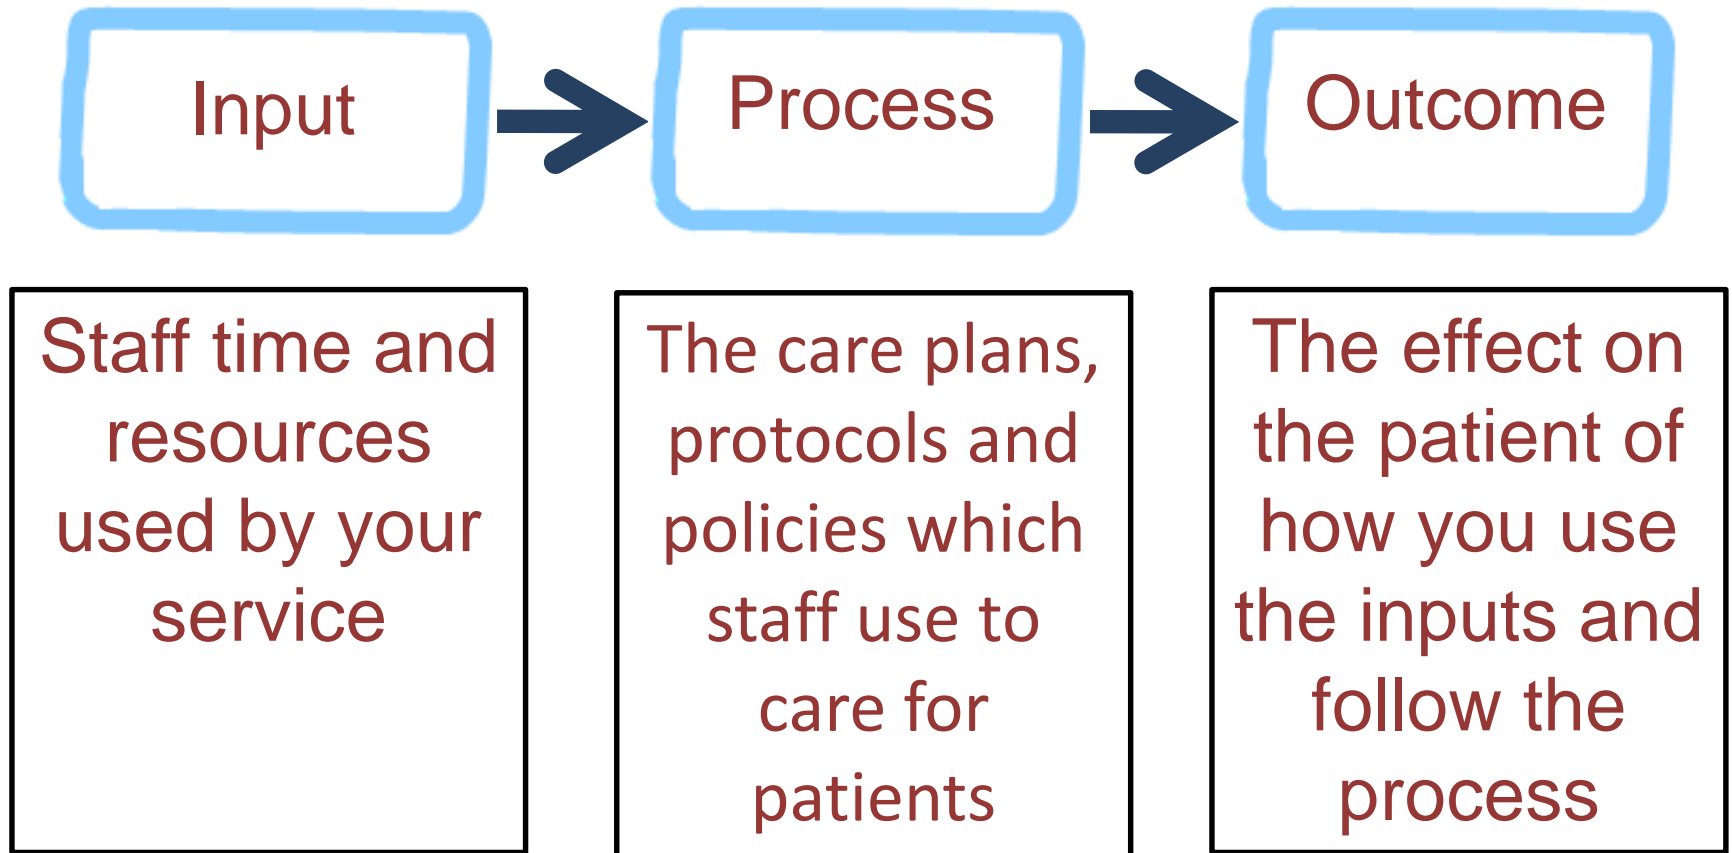 Input
Process
Outcome
Staff time and
resources
used by your
service
The care plans,
protocols and
policies which
staff use to
care for
patients
The effect on
the patient of
how you use
the inputs and
follow the
process